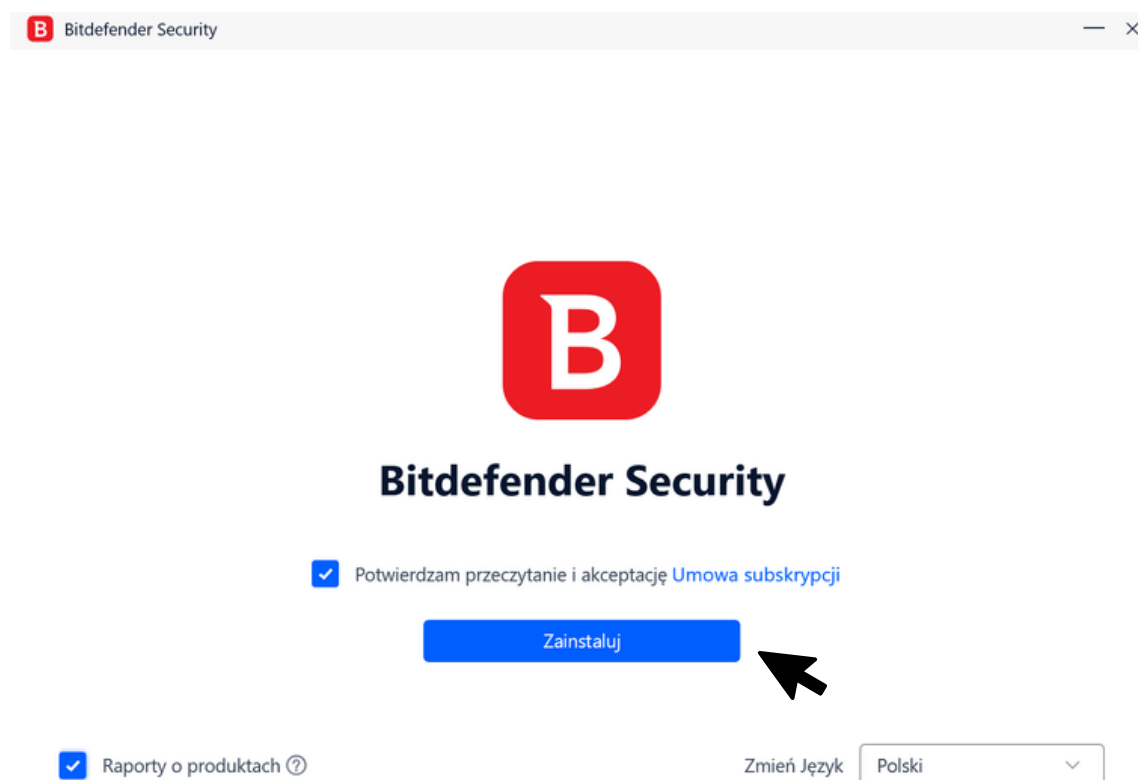 B Bitdefender Security
B
Bitdefender Security
Potwierdzam przeczytanie i akceptację Umowa subskrypcji
Zainstaluj
Raporty o produktach ?
Zmień Język Polski